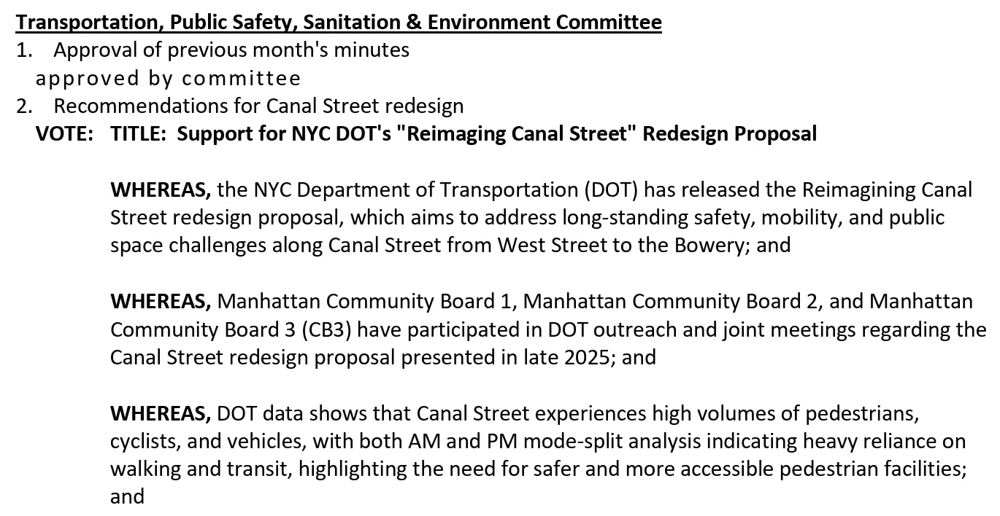 Transportation, Public Safety, Sanitation & Environment Committee
1. Approval of previous month's minutes
approved by committee
2. Recommendations for Canal Street redesign
VOTE: TITLE: Support for NYC DOT's "Reimaging Canal Street" Redesign Proposal
WHEREAS, the NYC Department of Transportation (DOT) has released the Reimagining Canal
Street redesign proposal, which aims to address long-standing safety, mobility, and public
space challenges along Canal Street from West Street to the Bowery; and
WHEREAS, Manhattan Community Board 1, Manhattan Community Board 2, and Manhattan
Community Board 3 (CB3) have participated in DOT outreach and joint meetings regarding the
Canal Street redesign proposal presented in late 2025; and
WHEREAS, DOT data shows that Canal Street experiences high volumes of pedestrians,
cyclists, and vehicles, with both AM and PM mode-split analysis indicating heavy reliance on
walking and transit, highlighting the need for safer and more accessible pedestrian facilities;
and